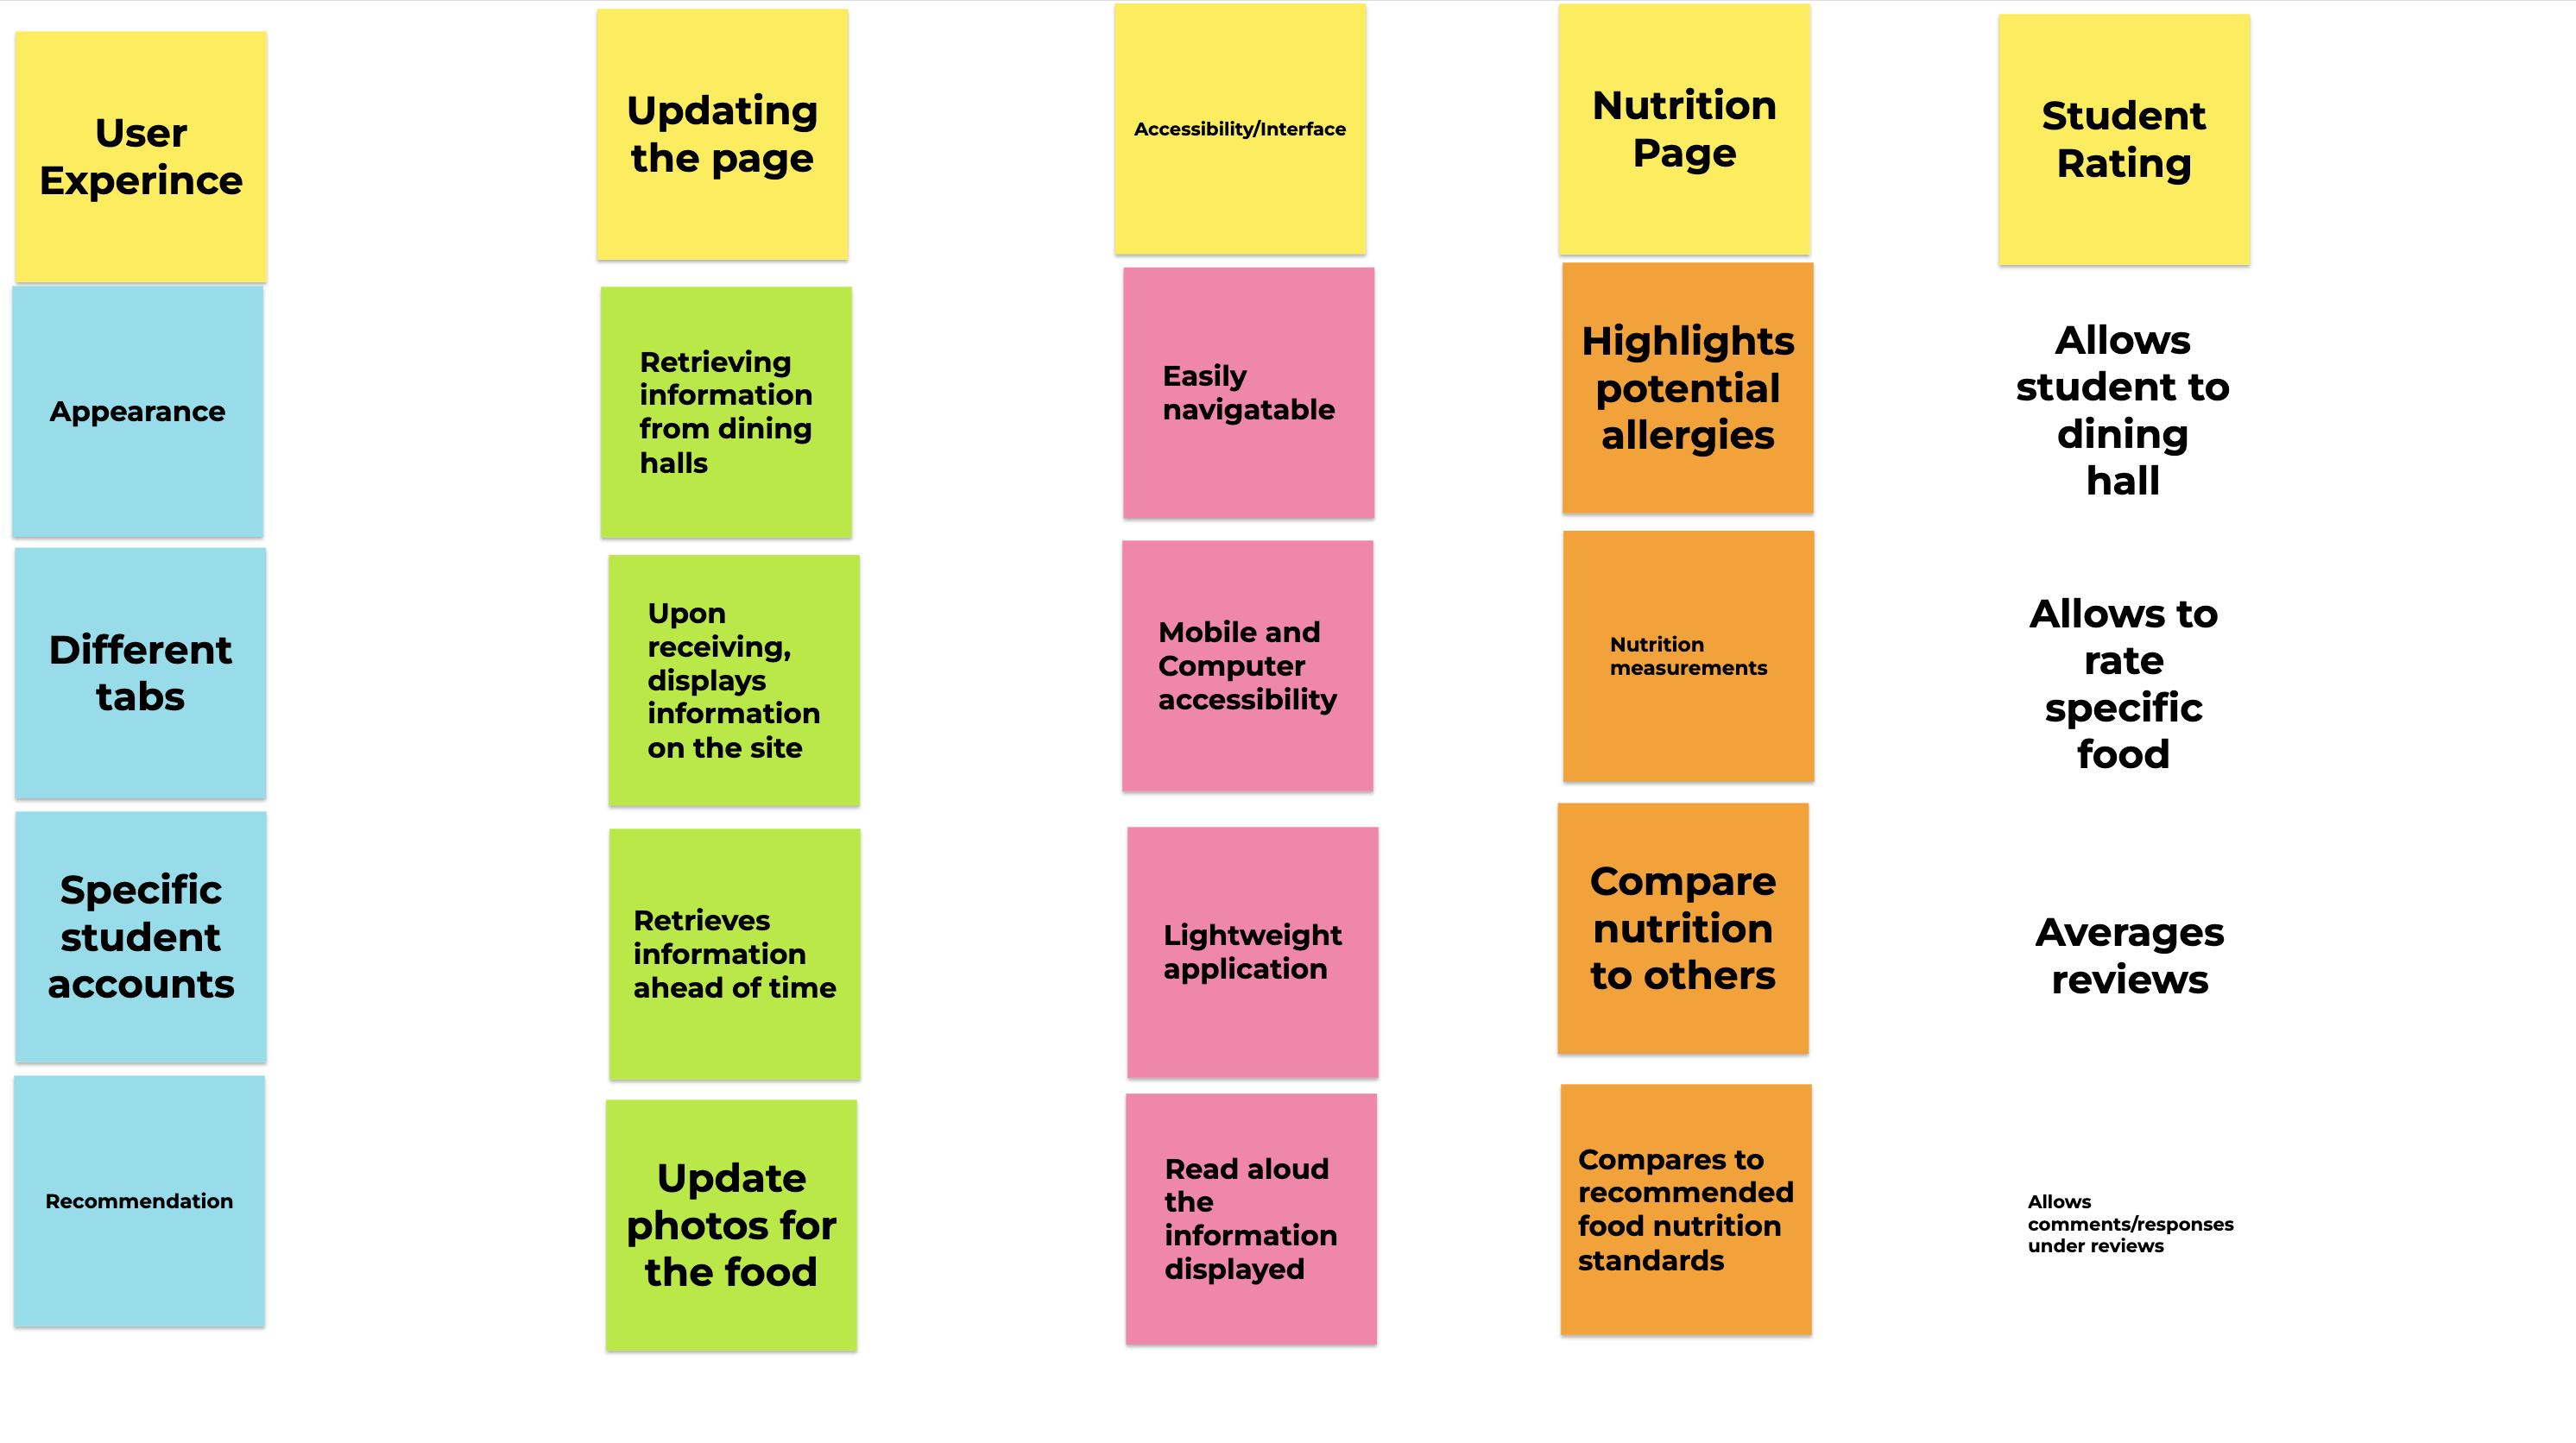 User
Experince
Appearance
Different
tabs
Specific
student
accounts
Recommendation
Updating
the page
Retrieving
information
from dining
halls
Upon
receiving,
displays
information
on the site
Retrieves
information
ahead of time
Update
photos for
the food
Accessibility/Interface
Easily
navigatable
Mobile and
Computer
accessibility
Lightweight
application
Read aloud
the
information
displayed
Nutrition
Page
Highlights
potential
allergies
Nutrition
measurements
Compare
nutrition
to others
Compares to
recommended
food nutrition
standards
Student
Rating
Allows
student to
dining
hall
Allows to
rate
specific
food
Averages
reviews
Allows
comments/responses
under reviews